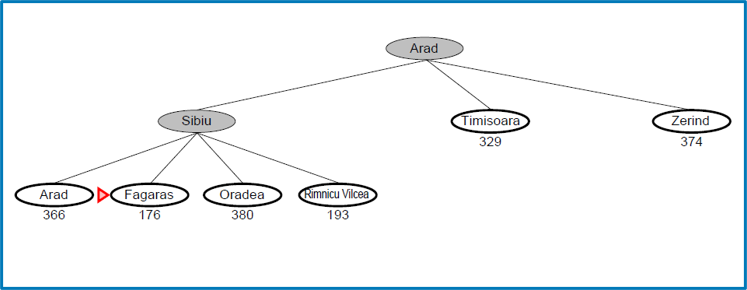 Arad
Sibiu
Timisoara
Zerind
329
374
Arad
Fagaras
Oradea
Rimnicu Vilcea
366
176
380
193